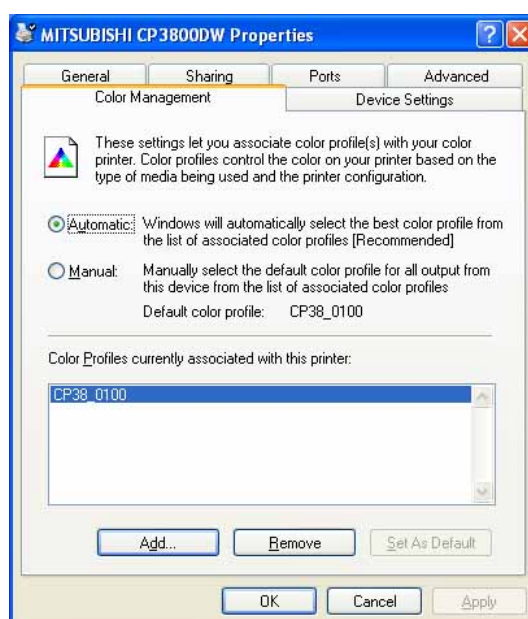 MITSUBISHI CP3800DW Properties
General Sharing Ports Advanced
Color Management Device Settings
These settings let you associate color profile(s) with your color
printer. Color profiles control the color on your printer based on the
type of media being used and the printer configuration.
Automatic: Windows will automatically select the best color profile from
the list of associated color profiles [Recommended]
Manual: Manually select the default color profile for all output from
this device from the list of associated color profiles
Default color profile: CP38_0100
Color Profiles currently associated with this printer:
CP38_0100
Add... Remove Set As Default
OK Cancel Apply